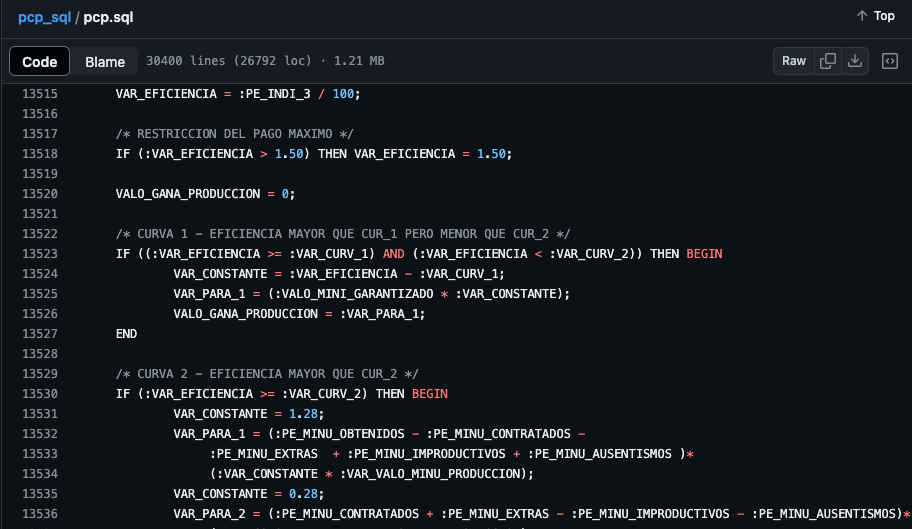 pcp_sql / pcp.sql
Top
Code Blame 30400 lines (26792 loc) · 1.21 MB Raw
13515 VAR_EFICIENCIA = :PE_INDI_3 / 100;
13516
13517 /* RESTRICCION DEL PAGO MAXIMO */
13518 IF (:VAR_EFICIENCIA > 1.50) THEN VAR_EFICIENCIA = 1.50;
13519
13520 VALO_GANA_PRODUCCION = 0;
13521
13522 /* CURVA 1 - EFICIENCIA MAYOR QUE CUR_1 PERO MENOR QUE CUR_2 */
13523 IF ((:VAR_EFICIENCIA >= :VAR_CURV_1) AND (:VAR_EFICIENCIA < :VAR_CURV_2)) THEN BEGIN
13524 VAR_CONSTANTE = :VAR_EFICIENCIA - :VAR_CURV_1;
13525 VAR_PARA_1 = (:VALO_MINI_GARANTIZADO * :VAR_CONSTANTE);
13526 VALO_GANA_PRODUCCION = :VAR_PARA_1;
13527 END
13528
13529 /* CURVA 2 - EFICIENCIA MAYOR QUE CUR_2 */
13530 IF (:VAR_EFICIENCIA >= :VAR_CURV_2) THEN BEGIN
13531 VAR_CONSTANTE = 1.28;
13532 VAR_PARA_1 = (:PE_MINU_OBTENIDOS - :PE_MINU_CONTRATADOS -
13533 :PE_MINU_EXTRAS + :PE_MINU_IMPRODUCTIVOS + :PE_MINU_AUSENTISMOS )*
13534 (:VAR_CONSTANTE * :VAR_VALO_MINU_PRODUCCION);
13535 VAR_CONSTANTE = 0.28;
13536 VAR_PARA_2 = (:PE_MINU_CONTRATADOS + :PE_MINU_EXTRAS - :PE_MINU_IMPRODUCTIVOS - :PE_MINU_AUSENTISMOS)*